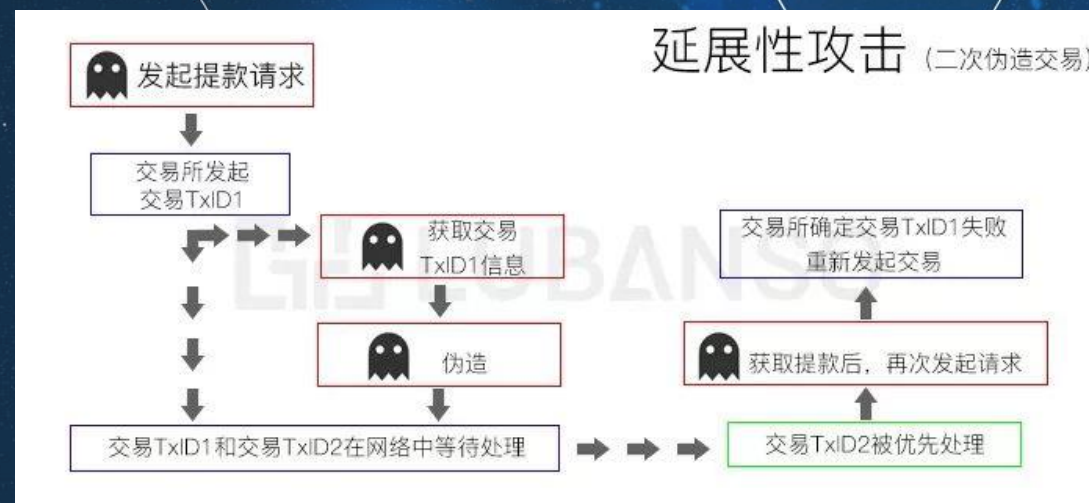 延展性攻击 (二次伪造交易)
发起提款请求
交易所发起
交易TxID1
获取交易
TxID1信息
伪造
交易TxID1和交易TxID2在网络中等待处理
交易TxID2被优先处理
获取提款后，再次发起请求
交易所确定交易TxID1失败
重新发起交易
LUBANSO